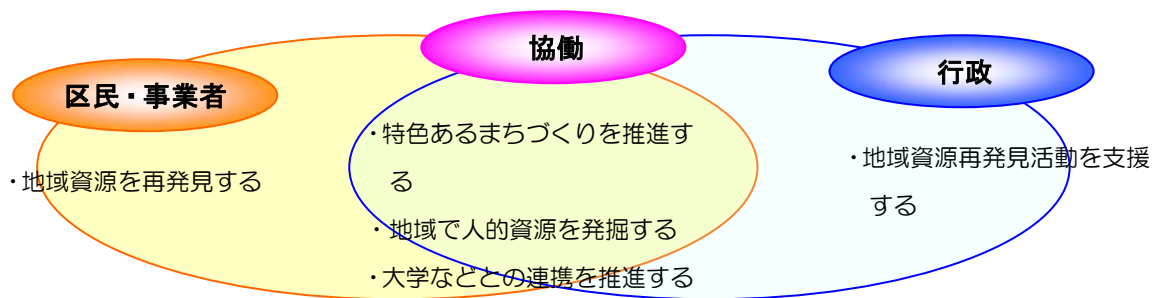 協働
区民・事業者
行政
・地域資源を再発見する
・特色あるまちづくりを推進す
る
・地域で人的資源を発掘する
・大学などとの連携を推進する
・地域資源再発見活動を支援
する